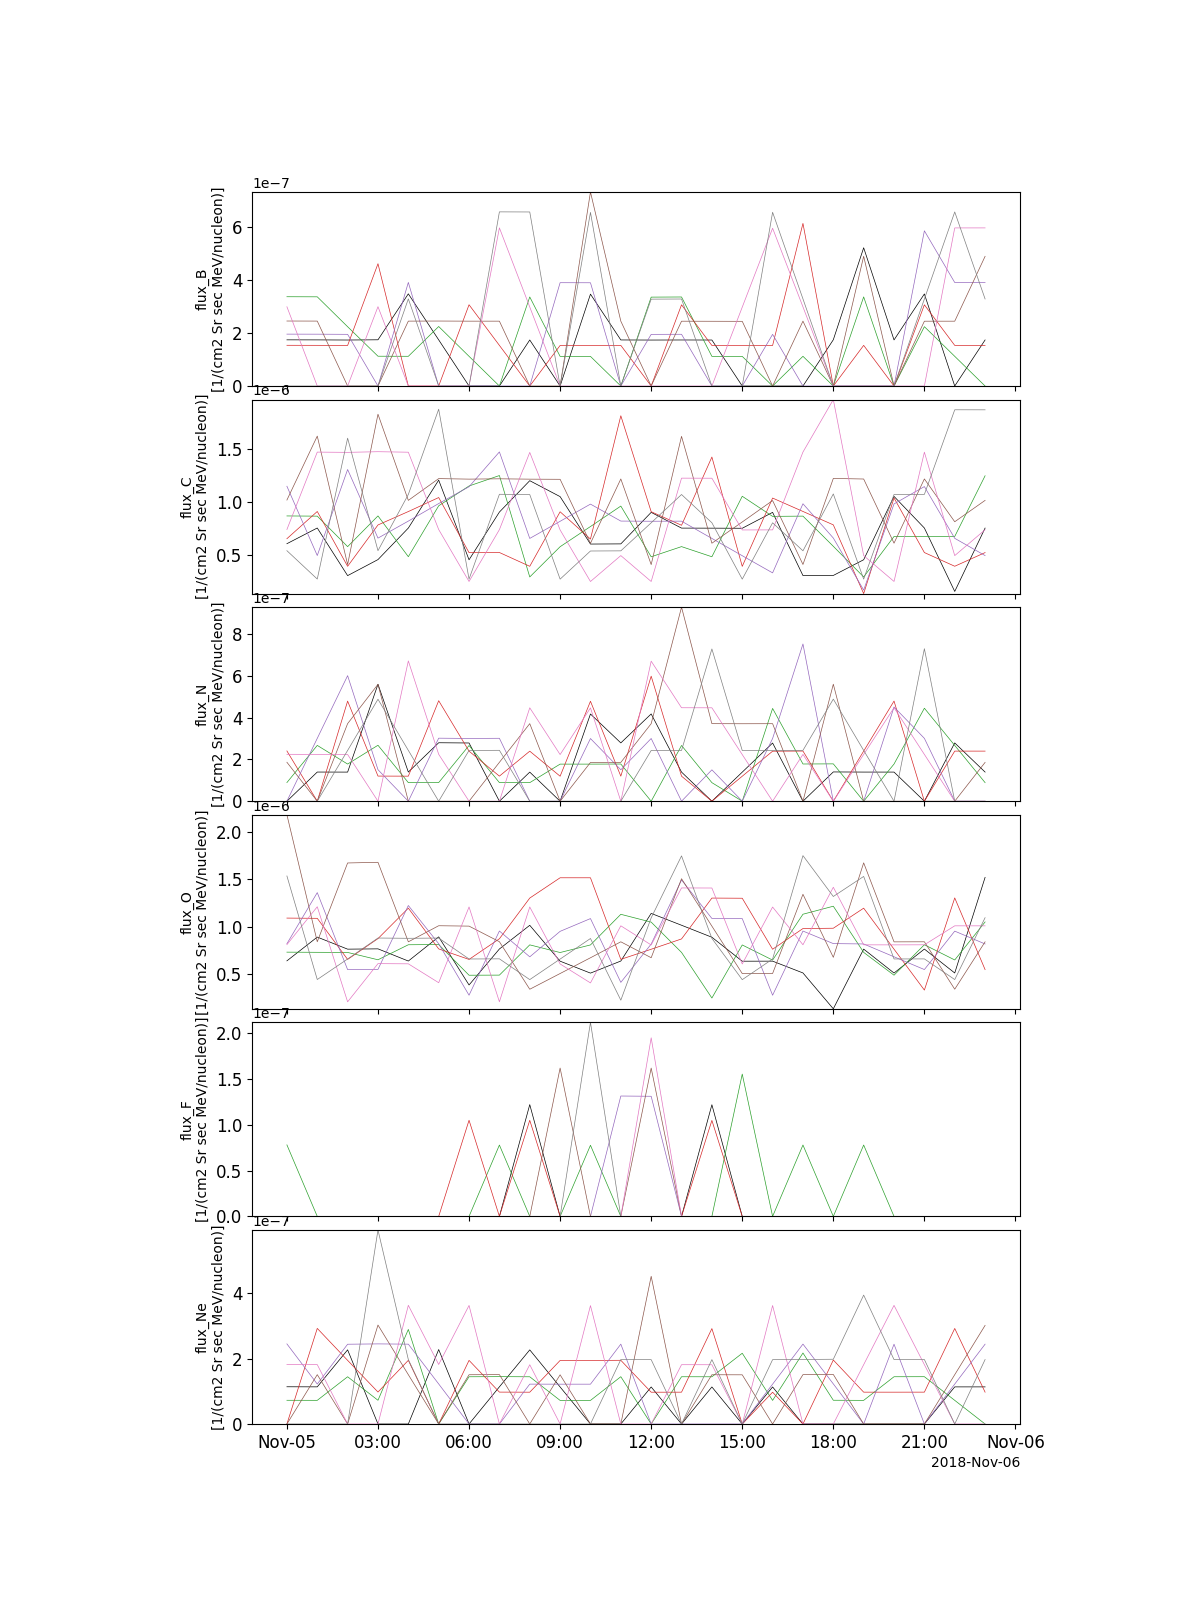 1e−7
flux_B
[1/(cm2 Sr sec MeV/nucleon)]
6
4
2
0
1e−6
flux_C
[1/(cm2 Sr sec MeV/nucleon)]
1.5
1.0
0.5
1e−7
flux_N
[1/(cm2 Sr sec MeV/nucleon)]
8
6
4
2
0
1e−6
flux_O
[1/(cm2 Sr sec MeV/nucleon)]
2.0
1.5
1.0
0.5
1e−7
flux_F
[1/(cm2 Sr sec MeV/nucleon)]
2.0
1.5
1.0
0.5
0.0
1e−7
flux_Ne
[1/(cm2 Sr sec MeV/nucleon)]
4
2
0
Nov-05 03:00 06:00 09:00 12:00 15:00 18:00 21:00 Nov-06
2018-Nov-06